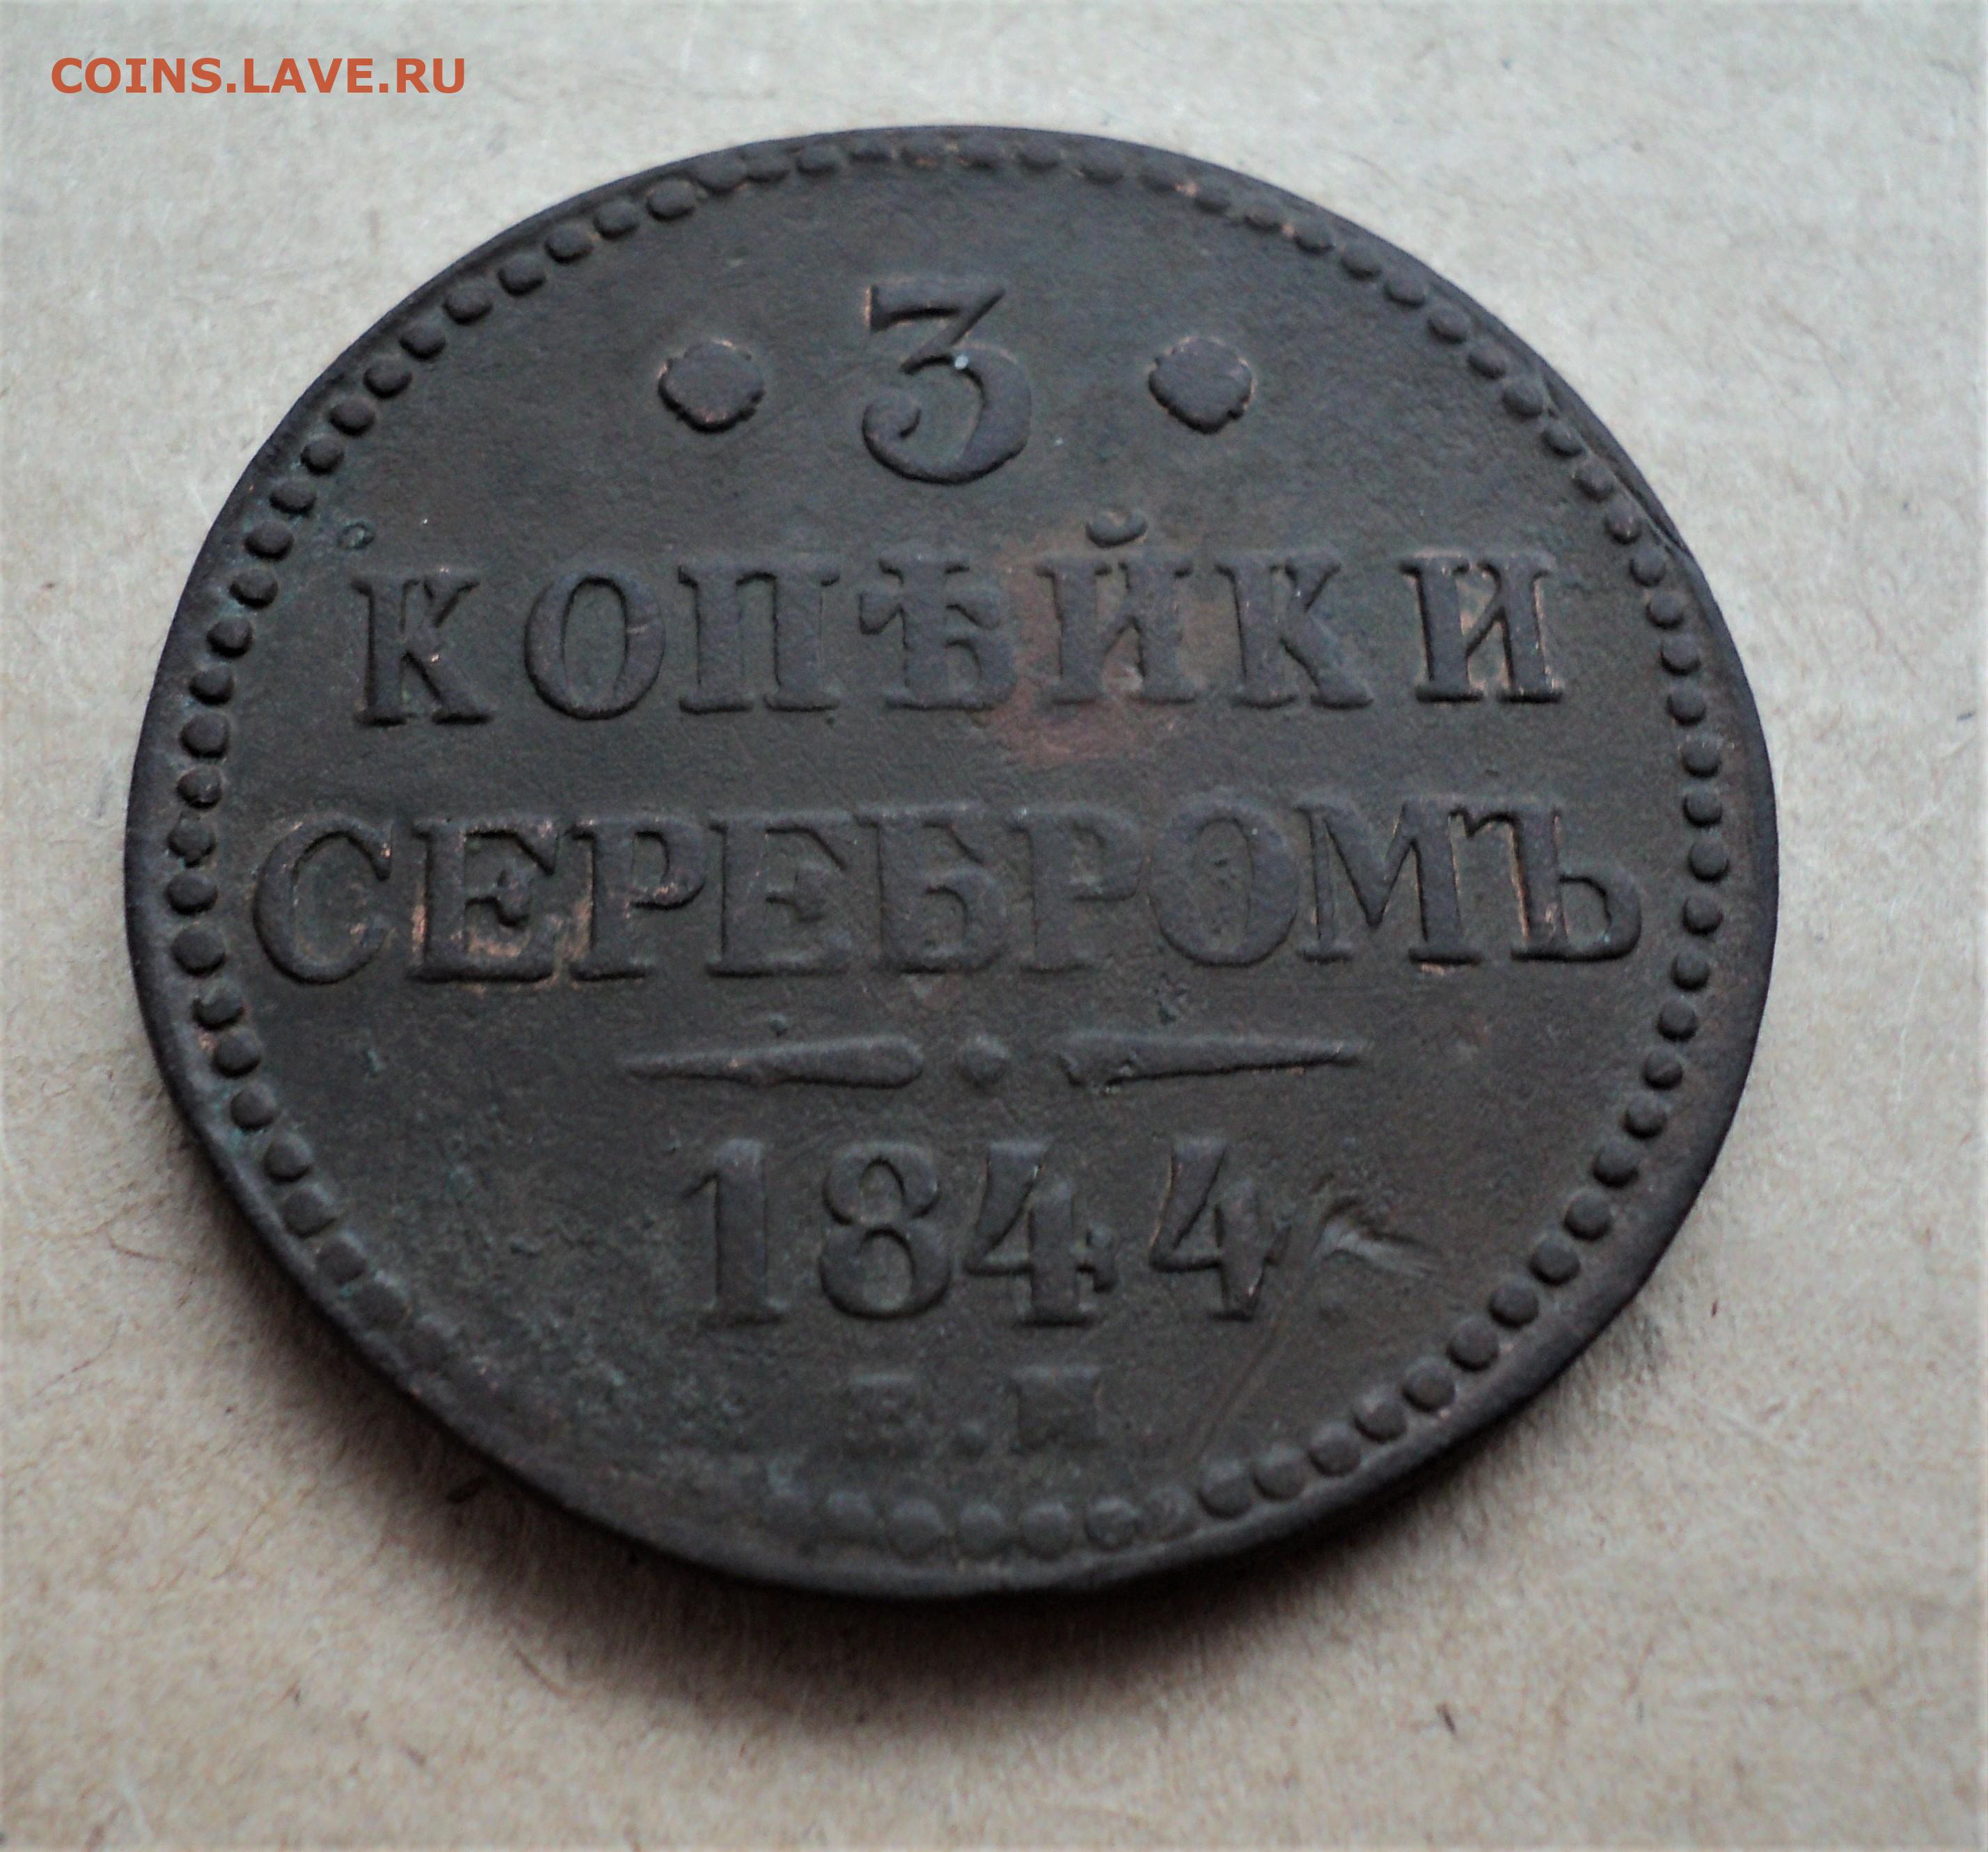 COINS.LAVE.RU
3
КОПѢЙКИ
СЕРЕБРОМЪ
1844